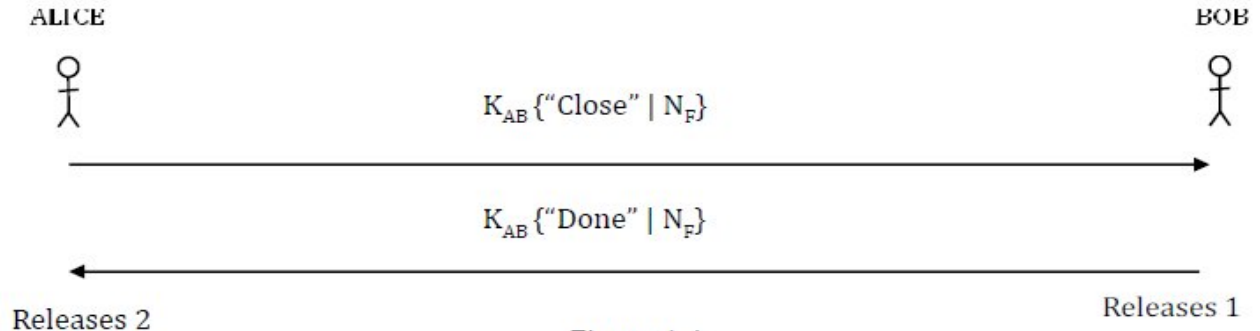 ALICE BOB
K_AB {“Close” | N_F}
K_AB {“Done” | N_F}
Releases 2 Releases 1